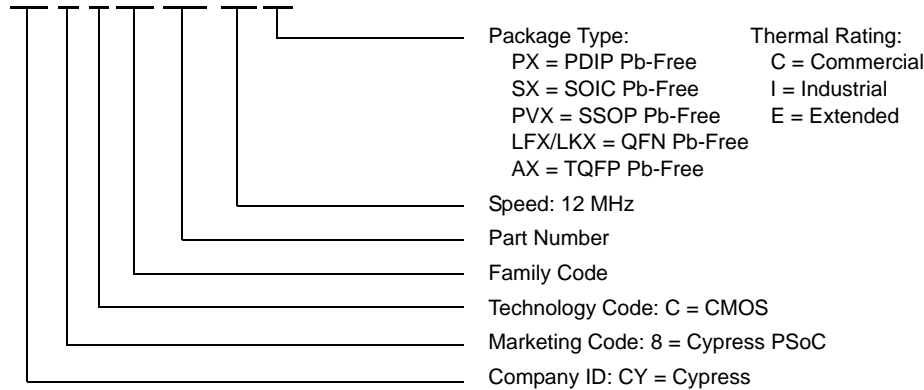 Package Type:
PX = PDIP Pb-Free
SX = SOIC Pb-Free
PVX = SSOP Pb-Free
LFX/LKX = QFN Pb-Free
AX = TQFP Pb-Free
Thermal Rating:
C = Commercial
I = Industrial
E = Extended
Speed: 12 MHz
Part Number
Family Code
Technology Code: C = CMOS
Marketing Code: 8 = Cypress PSoC
Company ID: CY = Cypress